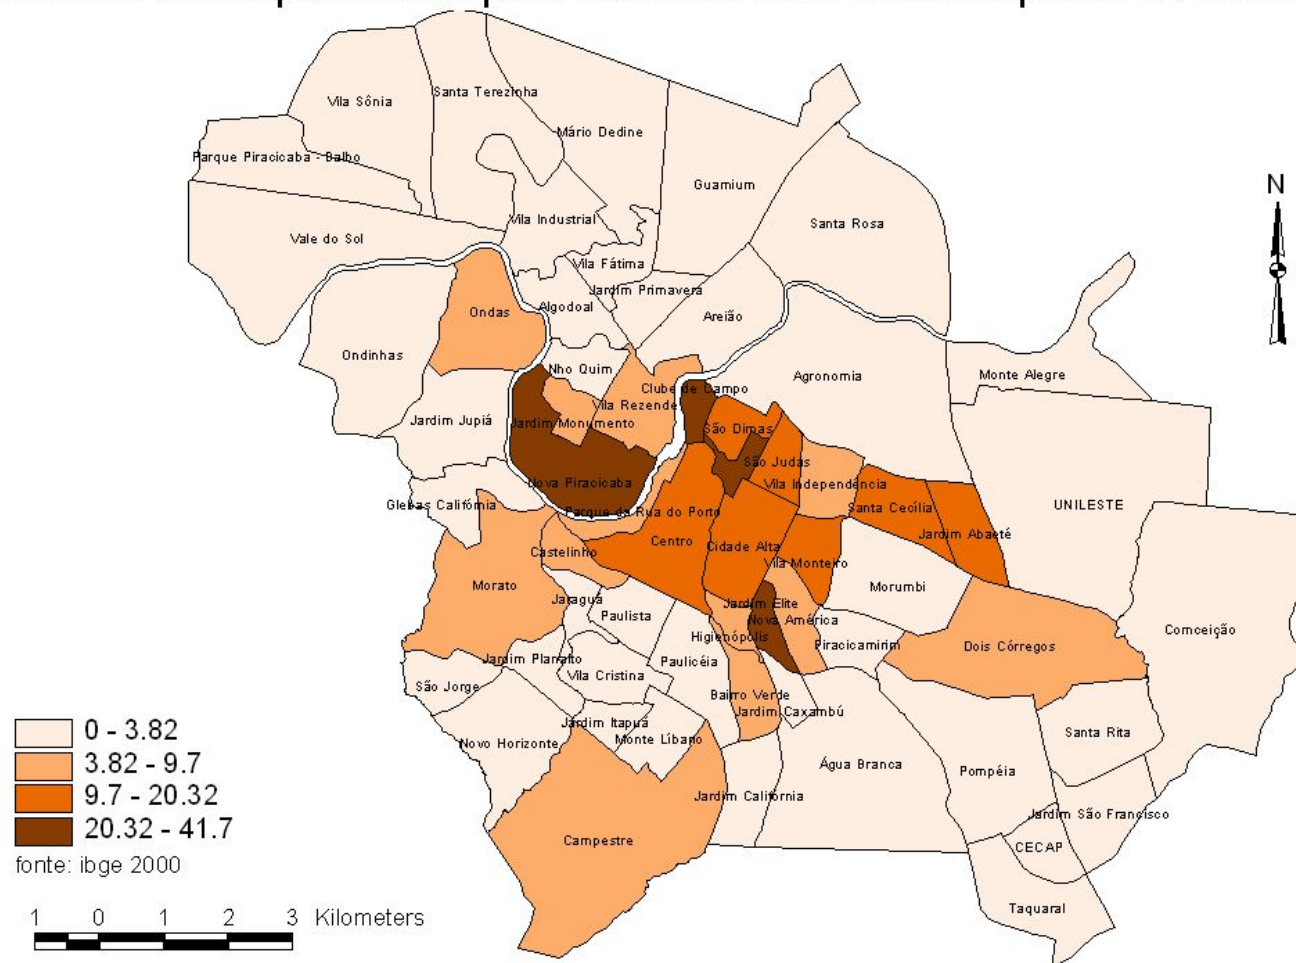 Vila Sônia
Santa Terezinha
Mário Dedine
Parque Piracicaba - Balbo
Guamium
Santa Rosa
Vila Industrial
Vale do Sol
N
Vila Fátima
Jardim Primavera
Algodoal
Ondas
Areião
Ondinhas
Nho Quim
Agronomia
Monte Alegre
Clube de Campo
Vila Rezende
Jardim Jupiá
Jardim Monumento
São Dimas
São Judas
Nova Piracicaba
Vila Independência
Glebas Califórnia
Parque da Rua do Porto
Santa Cecília
UNILESTE
Jardim Abaeté
Centro
Cidade Alta
Castelinho
Vila Monteiro
Morato
Morumbi
Jaraguá
Jardim Elite
Paulista
Nova América
Comceição
Higienópolis
Piracicamirim
Dois Córregos
Jardim Planalto
Paulicéia
Vila Cristina
São Jorge
Bairro Verde
Jardim Caxambú
Jardim Itapuá
Santa Rita
Monte Líbano
Novo Horizonte
Água Branca
Pompéia
Jardim Califórnia
Jardim São Francisco
Campestre
CECAP
Taquaral
0 - 3.82
3.82 - 9.7
9.7 - 20.32
20.32 - 41.7
fonte: ibge 2000
1 0 1 2 3 Kilometers